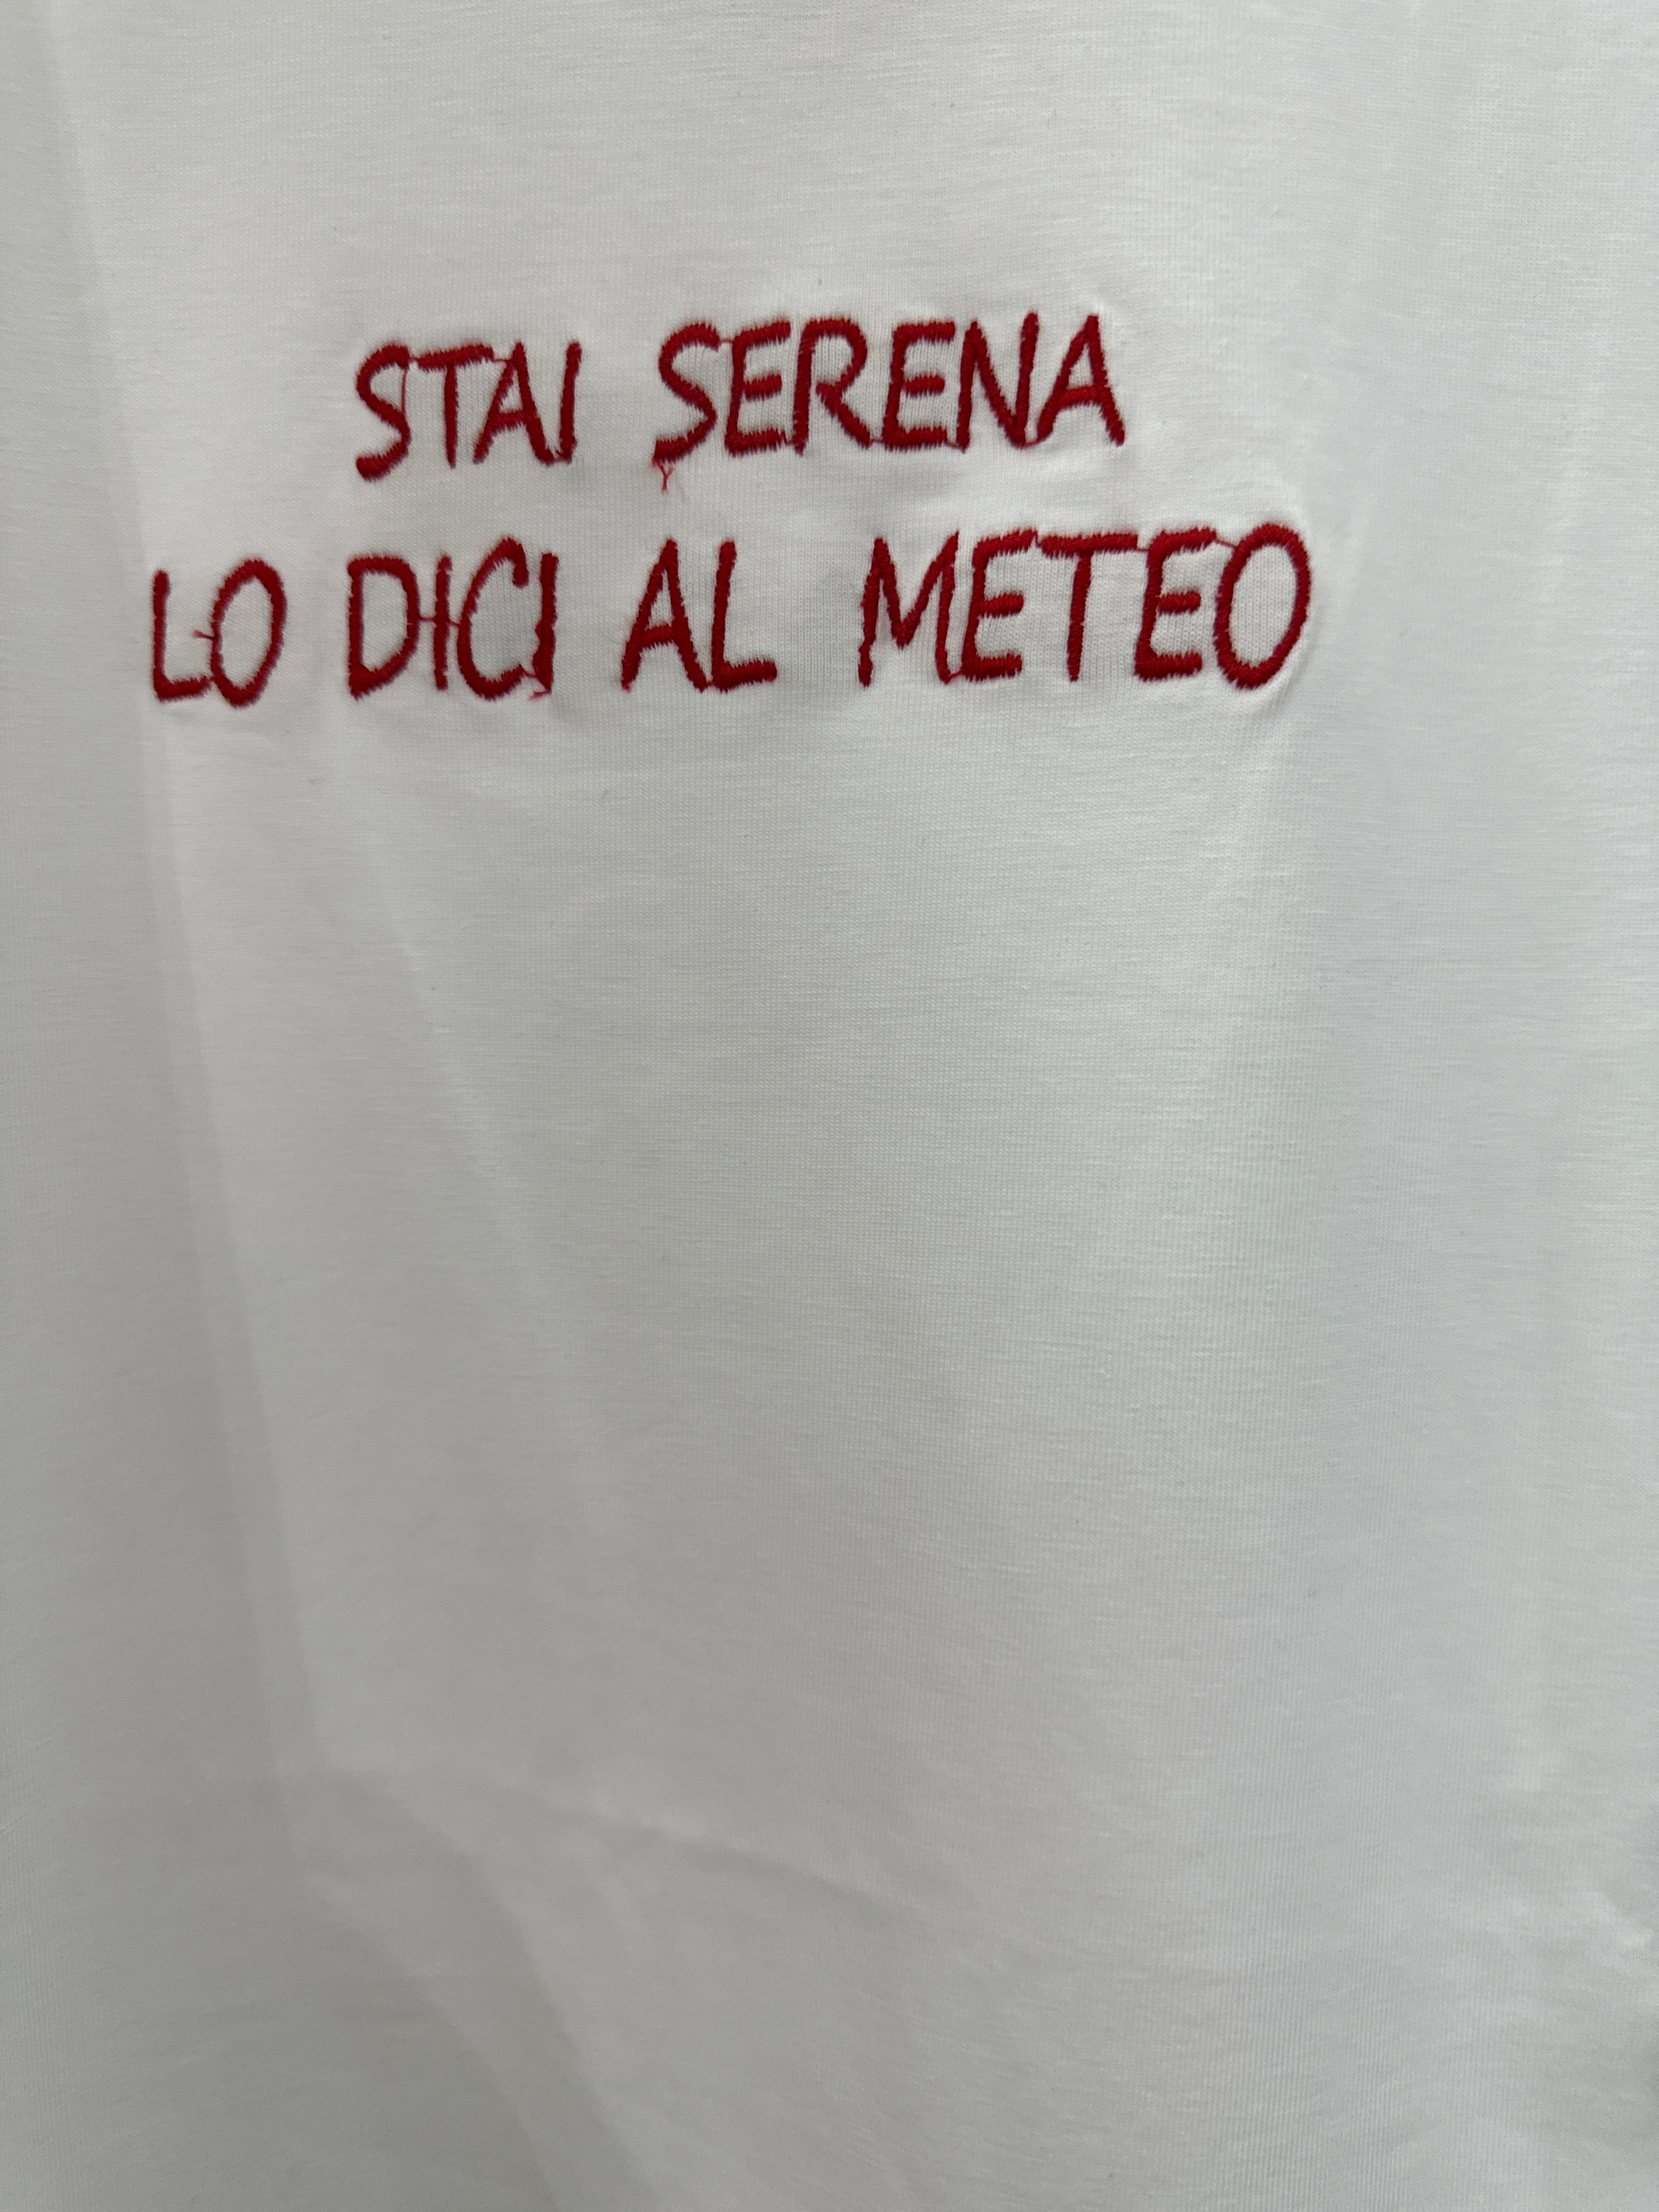 STAI SERENA
LO DICI AL METEO